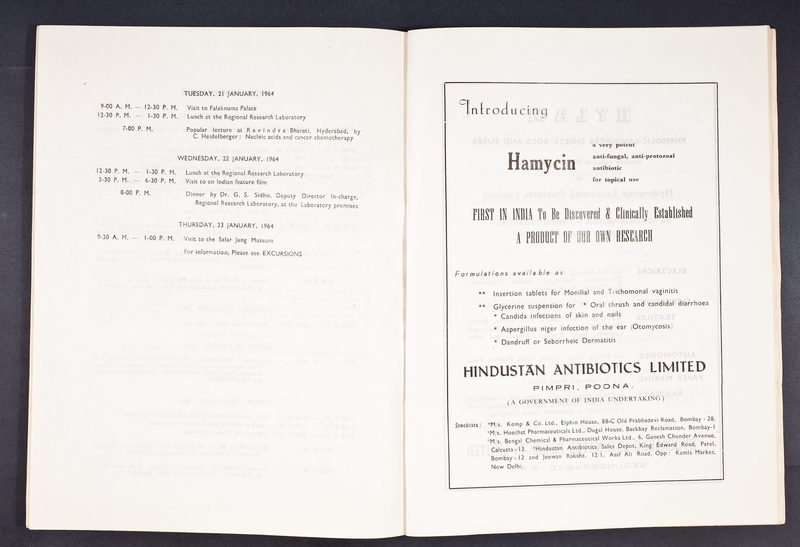 TUESDAY, 21 JANUARY, 1964
9-00 A. M. — 12-30 P. M. Visit to Falaknuma Palace
12-30 P. M. — 1-30 P. M. Lunch at the Regional Research Laboratory
7-00 P. M. Popular lecture at Ravindra Bharati, Hyderabad, by
C. Heidelberger : Nucleic acids and cancer chemotherapy
WEDNESDAY, 22 JANUARY, 1964
12-30 P. M. — 1-30 P. M. Lunch at the Regional Research Laboratory
3-30 P. M. — 6-30 P. M. Visit to an Indian feature film
8-00 P. M. Dinner by Dr. G. S. Sidhu, Deputy Director In-charge,
Regional Research Laboratory, at the Laboratory premises
THURSDAY, 23 JANUARY, 1964
9-30 A. M. — 1-00 P. M. Visit to the Salar Jung Museum
For information, Please see EXCURSIONS
Introducing
Hamycin
a very potent
anti-fungal, anti-protozoal
antibiotic
for topical use
FIRST IN INDIA To Be Discovered & Clinically Established
A PRODUCT OF OUR OWN RESEARCH
Formulations available as
** Insertion tablets for Monilial and Trichomonal vaginitis
** Glycerine suspension for * Oral thrush and candidal diarrhoea
* Candida infections of skin and nails
* Aspergillus niger infection of the ear (Otomycosis)
* Dandruff or Seborrheic Dermatitis
HINDUSTAN ANTIBIOTICS LIMITED
PIMPRI, POONA.
(A GOVERNMENT OF INDIA UNDERTAKING)
Stockists : *M/s. Kemp & Co. Ltd., Elphin House, 88-C Old Prabhadevi Road, Bombay - 28.
*M/s. Hoechst Pharmaceuticals Ltd., Dugal House, Backbay Reclamation, Bombay-1
*M/s. Bengal Chemical & Pharmaceutical Works Ltd., 6, Ganesh Chunder Avenue,
Calcutta - 13. *Hindustan Antibiotics Sales Depot, King Edward Road, Parel,
Bombay - 12 and Jeewan Raksha, 12/1, Asaf Ali Road, Opp : Kamla Market,
New Delhi.